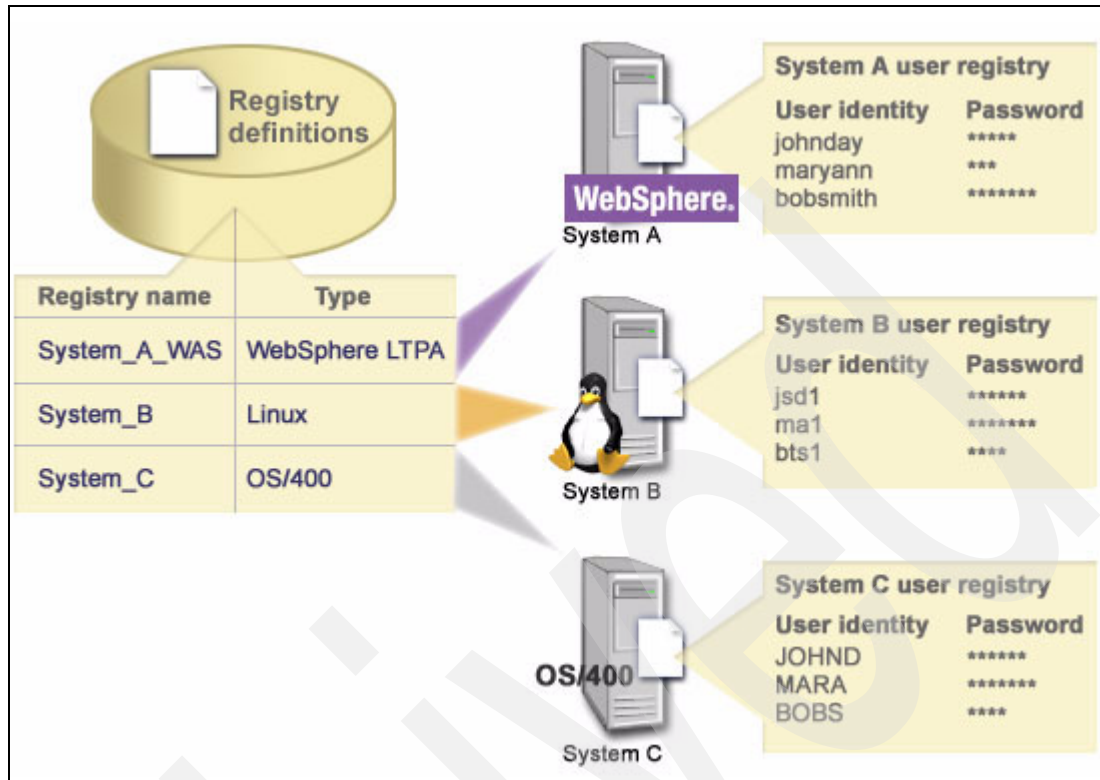 Registry
definitions
Registry name Type
System_A_WAS WebSphere LTPA
System_B Linux
System_C OS/400
WebSphere.
System A
System A user registry
User identity Password
johnday *****
maryann ***
bobsmith *******
System B
System B user registry
User identity Password
jsd1 ******
ma1 *******
bts1 ****
OS/400
System C
System C user registry
User identity Password
JOHND ******
MARA *******
BOBS ****